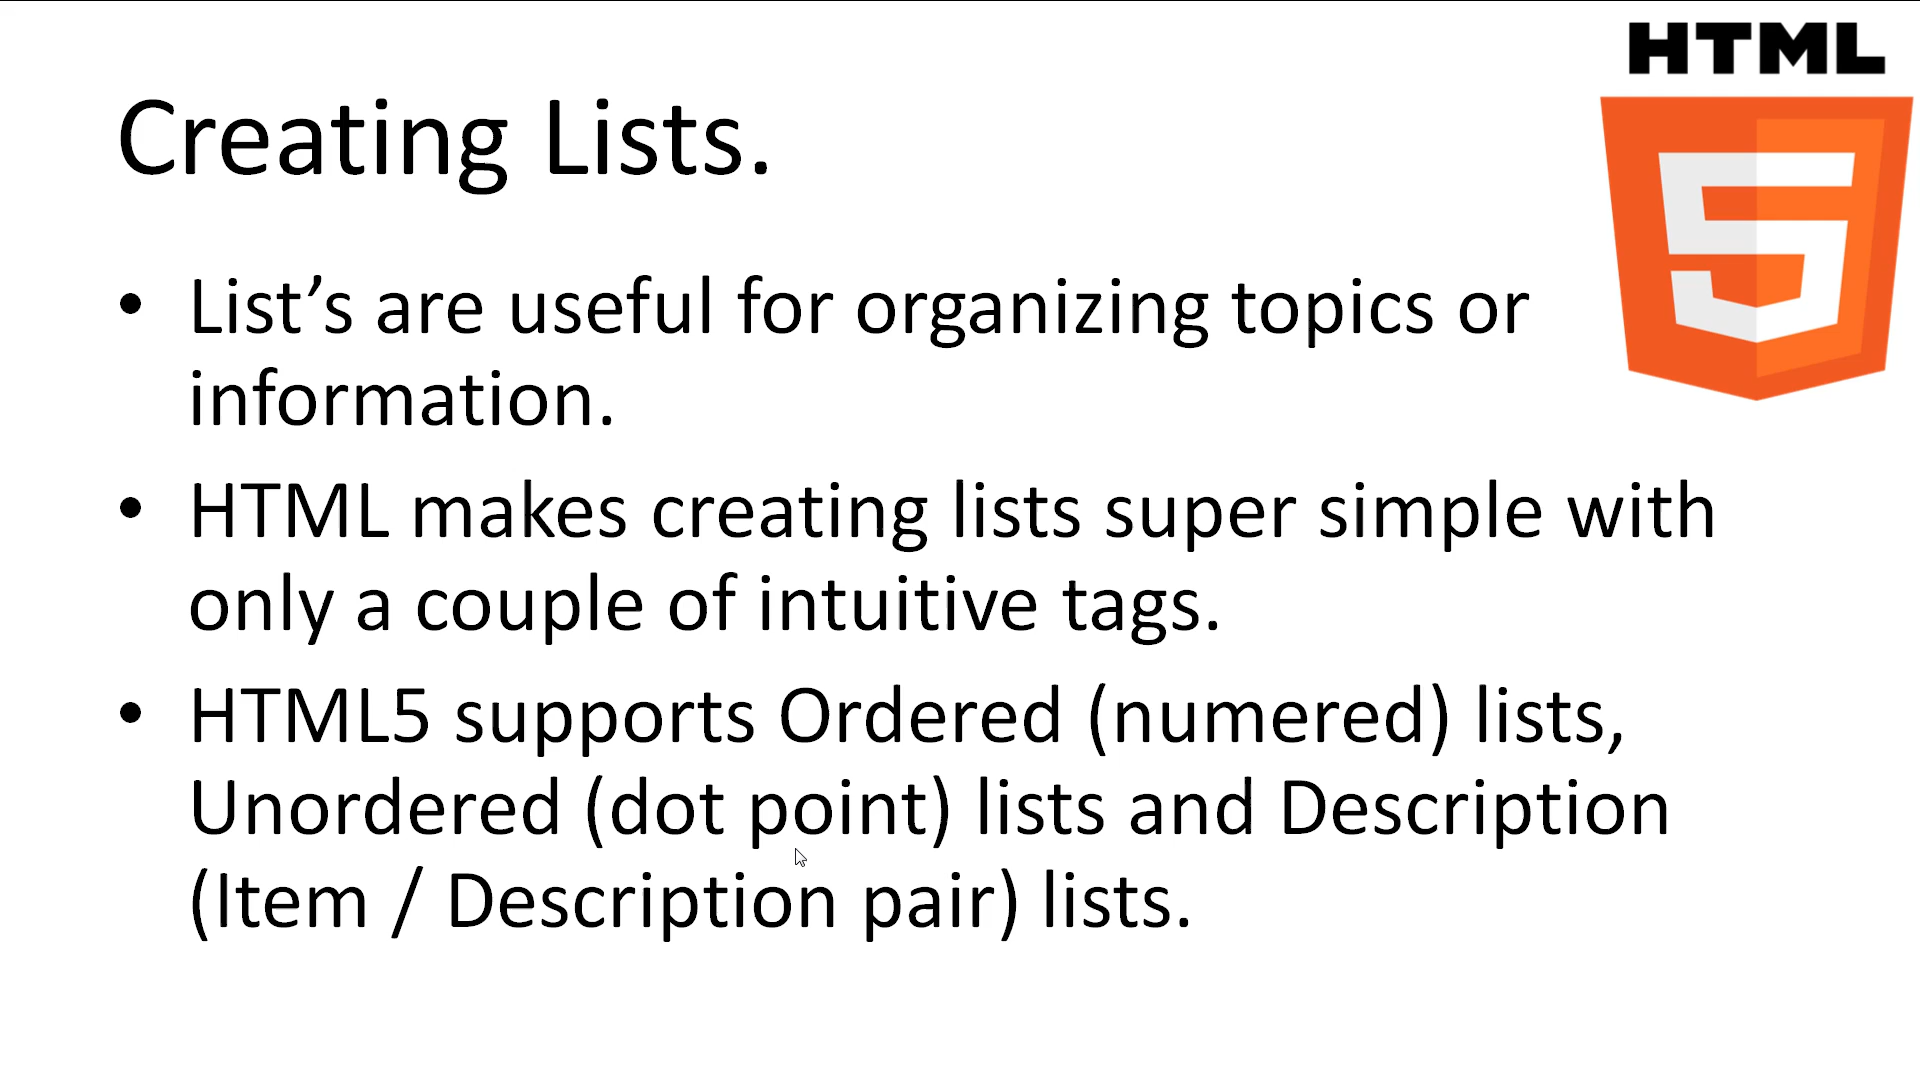 HTML
5
Creating Lists.
• List’s are useful for organizing topics or
information.
• HTML makes creating lists super simple with
only a couple of intuitive tags.
• HTML5 supports Ordered (numered) lists,
Unordered (dot point) lists and Description
(Item / Description pair) lists.